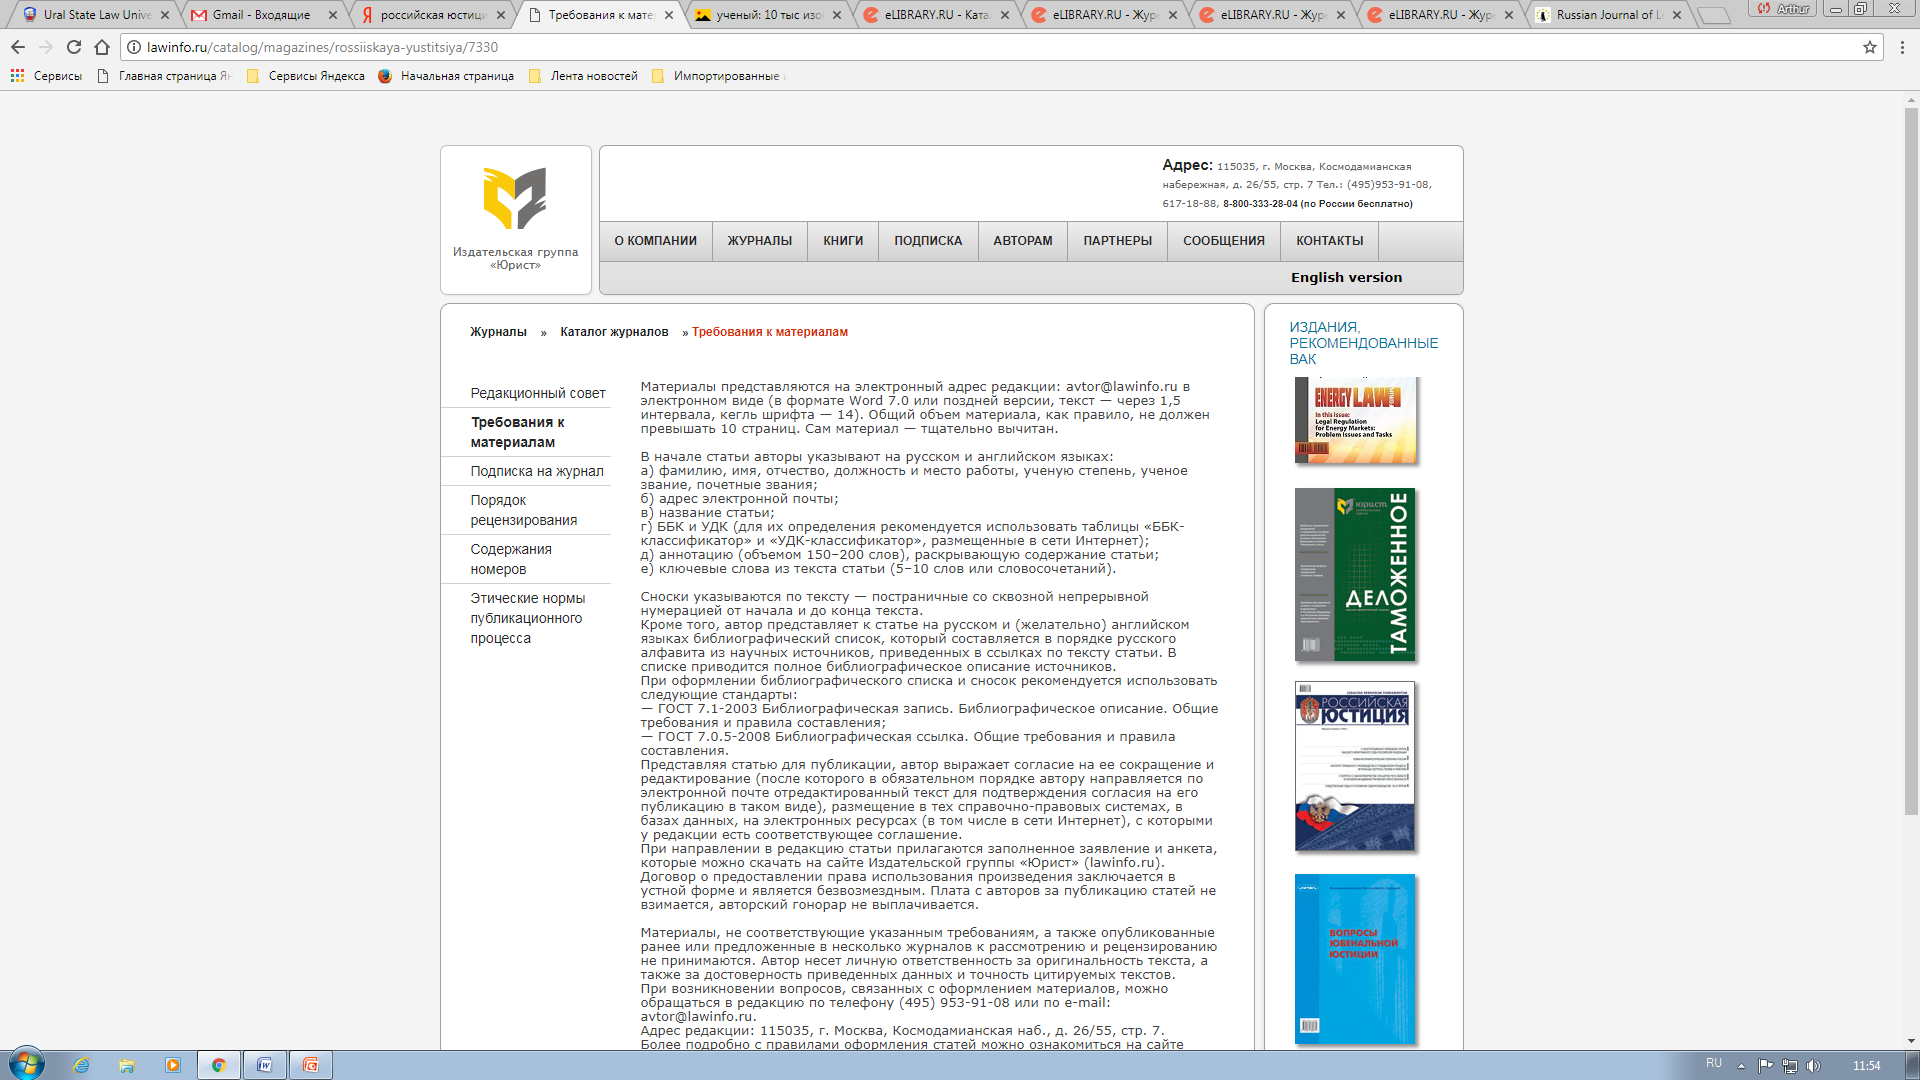 Ural State Law Unive
Gmail - Входящие
российская юстици
Требования к мате
ученый: 10 тыс изо
eLIBRARY.RU - Ката
eLIBRARY.RU - Жур
eLIBRARY.RU - Жур
eLIBRARY.RU - Жур
Russian Journal of L
Arthur
lawinfo.ru/catalog/magazines/rossiiskaya-yustitsiya/7330
Сервисы
Главная страница Ян
Сервисы Яндекса
Начальная страница
Лента новостей
Импортированные
Издательская группа
«Юрист»
Адрес: 115035, г. Москва, Космодамианская
набережная, д. 26/55, стр. 7 Тел.: (495)953-91-08,
617-18-88, 8-800-333-28-04 (по России бесплатно)
О КОМПАНИИ
ЖУРНАЛЫ
КНИГИ
ПОДПИСКА
АВТОРАМ
ПАРТНЕРЫ
СООБЩЕНИЯ
КОНТАКТЫ
English version
Журналы » Каталог журналов » Требования к материалам
Редакционный совет
Требования к
материалам
Подписка на журнал
Порядок
рецензирования
Содержания
номеров
Этические нормы
публикационного
процесса
Материалы представляются на электронный адрес редакции: avtor@lawinfo.ru в
электронном виде (в формате Word 7.0 или поздней версии, текст — через 1,5
интервала, кегль шрифта — 14). Общий объем материала, как правило, не должен
превышать 10 страниц. Сам материал — тщательно вычитан.
В начале статьи авторы указывают на русском и английском языках:
а) фамилию, имя, отчество, должность и место работы, ученую степень, ученое
звание, почетные звания;
б) адрес электронной почты;
в) название статьи;
г) ББК и УДК (для их определения рекомендуется использовать таблицы «ББК-
классификатор» и «УДК-классификатор», размещенные в сети Интернет);
д) аннотацию (объемом 150–200 слов), раскрывающую содержание статьи;
е) ключевые слова из текста статьи (5–10 слов или словосочетаний).
Сноски указываются по тексту — постраничные со сквозной непрерывной
нумерацией от начала и до конца текста.
Кроме того, автор представляет к статье на русском и (желательно) английском
языках библиографический список, который составляется в порядке русского
алфавита из научных источников, приведенных в ссылках по тексту статьи. В
списке приводится полное библиографическое описание источников.
При оформлении библиографического списка и сносок рекомендуется использовать
следующие стандарты:
— ГОСТ 7.1-2003 Библиографическая запись. Библиографическое описание. Общие
требования и правила составления;
— ГОСТ 7.0.5-2008 Библиографическая ссылка. Общие требования и правила
составления.
Представляя статью для публикации, автор выражает согласие на ее сокращение и
редактирование (после которого в обязательном порядке автору направляется по
электронной почте отредактированный текст для подтверждения согласия на его
публикацию в таком виде), размещение в тех справочно-правовых системах, в
базах данных, на электронных ресурсах (в том числе в сети Интернет), с которыми
у редакции есть соответствующее соглашение.
При направлении в редакцию статьи прилагаются заполненное заявление и анкета,
которые можно скачать на сайте Издательской группы «Юрист» (lawinfo.ru).
Договор о предоставлении права использования произведения заключается в
устной форме и является безвозмездным. Плата с авторов за публикацию статей не
взимается, авторский гонорар не выплачивается.
Материалы, не соответствующие указанным требованиям, а также опубликованные
ранее или предложенные в несколько журналов к рассмотрению и рецензированию
не принимаются. Автор несет личную ответственность за оригинальность текста, а
также за достоверность приведенных данных и точность цитируемых текстов.
При возникновении вопросов, связанных с оформлением материалов, можно
обращаться в редакцию по телефону (495) 953-91-08 или по e-mail:
avtor@lawinfo.ru.
Адрес редакции: 115035, г. Москва, Космодамианская наб., д. 26/55, стр. 7.
Более подробно с правилами оформления статей можно ознакомиться на сайте
ИЗДАНИЯ,
РЕКОМЕНДОВАННЫЕ
ВАК
ENERGY LAW FORUM
In this Issue:
Legal Regulation
for Energy Markets:
Problem Issues and Tasks
юрист
ТАМОЖЕННОЕ
ДЕЛО
РОССИЙСКАЯ
ЮСТИЦИЯ
ВОПРОСЫ
ЮВЕНАЛЬНОЙ
ЮСТИЦИИ
RU
11:54